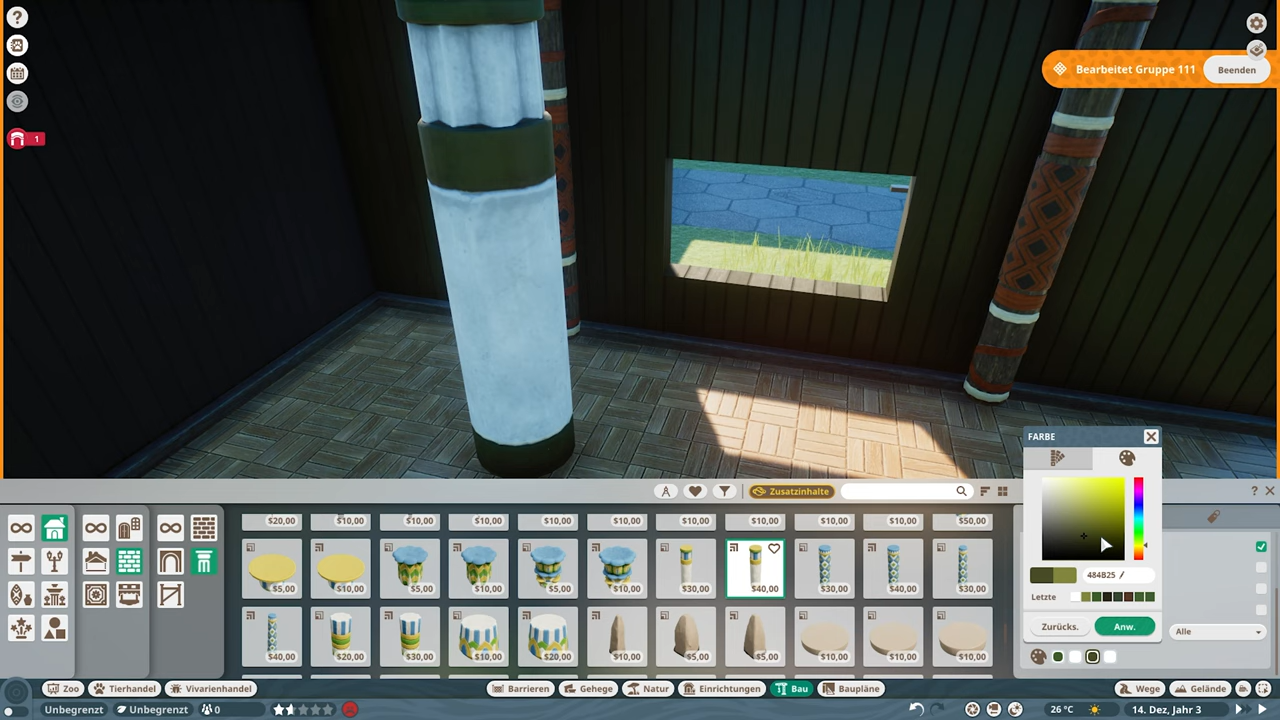 ?
Bearbeitet Gruppe 111
Beenden
1
Zusatzinhalte
?
$20,00 $10,00 $10,00 $10,00 $10,00 $10,00 $10,00 $10,00 $10,00 $10,00 $50,00
$5,00 $10,00 $5,00 $10,00 $5,00 $10,00 $30,00 $40,00 $30,00 $40,00 $30,00
$40,00 $20,00 $30,00 $10,00 $20,00 $10,00 $5,00 $5,00 $10,00 $10,00 $10,00
FARBE
484B25 /
Letzte
Zurücks.
Anw.
Alle
Zoo
Tierhandel
Vivarienhandel
Barrieren
Gehege
Natur
Einrichtungen
Bau
Baupläne
Wege
Gelände
Unbegrenzt
Unbegrenzt
0
26 °C
14. Dez, Jahr 3